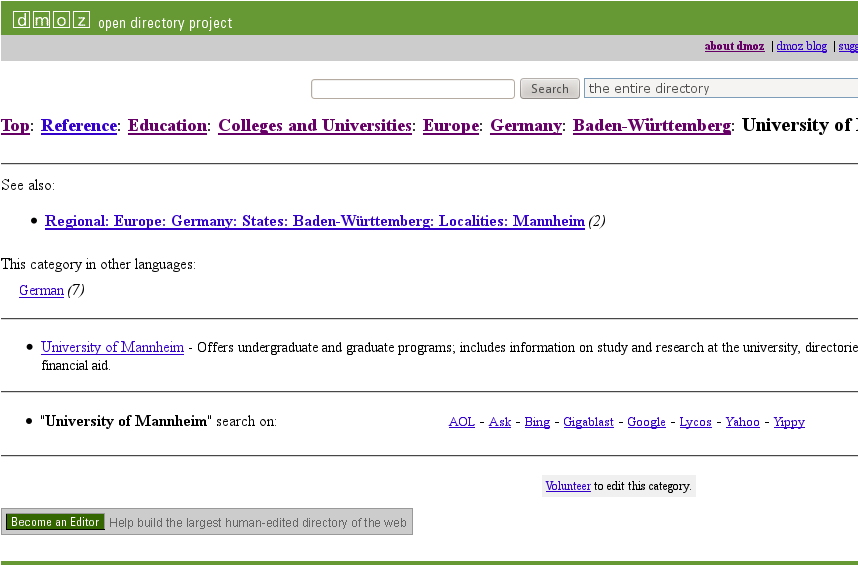 dmoz open directory project
about dmoz | dmoz blog |
Search the entire directory
Top: Reference: Education: Colleges and Universities: Europe: Germany: Baden-Württemberg: University of
See also:
• Regional: Europe: Germany: States: Baden-Württemberg: Localities: Mannheim (2)
This category in other languages:
German (7)
• University of Mannheim - Offers undergraduate and graduate programs; includes information on study and research at the university, directorie
financial aid.
• "University of Mannheim" search on: AOL - Ask - Bing - Gigablast - Google - Lycos - Yahoo - Yippy
Volunteer to edit this category.
Become an Editor Help build the largest human-edited directory of the web